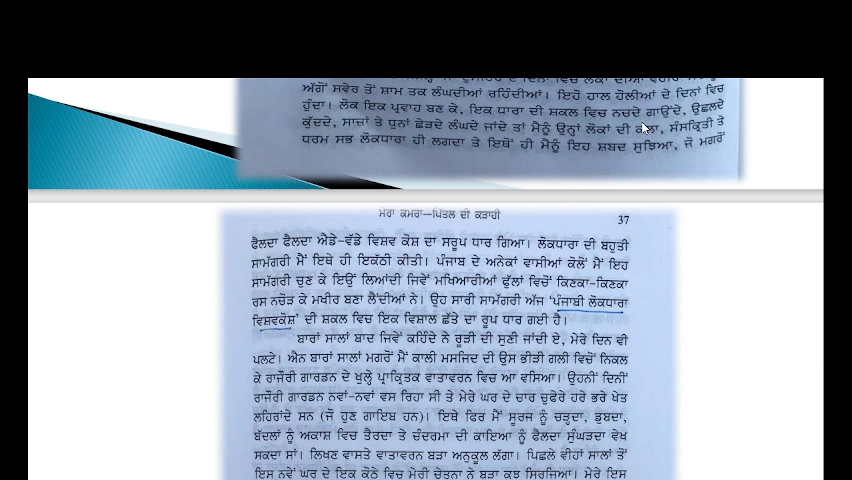 ਅੱਗੋਂ ਸਵੇਰ ਤੋਂ ਸ਼ਾਮ ਤਕ ਲੰਘਦੀਆਂ ਰਹਿੰਦੀਆਂ। ਇਹੋ ਹਾਲ ਹੋਲੀਆਂ ਦੇ ਦਿਨਾਂ ਵਿਚ
ਹੁੰਦਾ। ਲੋਕ ਇਕ ਪ੍ਰਵਾਹ ਬਣ ਕੇ, ਇਕ ਧਾਰਾ ਦੀ ਸ਼ਕਲ ਵਿਚ ਨਚਦੇ ਗਾਉਂਦੇ, ਉਛਲਦੇ
ਕੁੱਦਦੇ, ਸਾਜ਼ਾਂ ਤੇ ਧੁਨਾਂ ਛੇੜਦੇ ਲੰਘਦੇ ਜਾਂਦੇ ਤਾਂ ਮੈਨੂੰ ਉਨ੍ਹਾਂ ਲੋਕਾਂ ਦੀ ਕਲਾ, ਸੰਸਕ੍ਰਿਤੀ ਤੇ
ਧਰਮ ਸਭ ਲੋਕਧਾਰਾ ਹੀ ਲਗਦਾ ਤੇ ਇਥੋਂ ਹੀ ਮੈਨੂੰ ਇਹ ਸ਼ਬਦ ਸੁਝਿਆ, ਜੋ ਮਗਰੋਂ
ਮੇਰਾ ਕਮਰਾ—ਪਿੱਤਲ ਦੀ ਕੜਾਹੀ 37
ਫੈਲਦਾ ਫੈਲਦਾ ਐਡੇ-ਵੱਡੇ ਵਿਸ਼ਵ ਕੋਸ਼ ਦਾ ਸਰੂਪ ਧਾਰ ਗਿਆ। ਲੋਕਧਾਰਾ ਦੀ ਬਹੁਤੀ
ਸਾਮੱਗਰੀ ਮੈਂ ਇਥੇ ਹੀ ਇਕੱਠੀ ਕੀਤੀ। ਪੰਜਾਬ ਦੇ ਅਨੇਕਾਂ ਵਾਸੀਆਂ ਕੋਲੋਂ ਮੈਂ ਇਹ
ਸਾਮੱਗਰੀ ਚੁਣ ਕੇ ਇਉਂ ਲਿਆਂਦੀ ਜਿਵੇਂ ਮਖਿਆਰੀਆਂ ਫੁੱਲਾਂ ਵਿਚੋਂ ਕਿਣਕਾ-ਕਿਣਕਾ
ਰਸ ਨਚੋੜ ਕੇ ਮਖੀਰ ਬਣਾ ਲੈਂਦੀਆਂ ਨੇ। ਉਹ ਸਾਰੀ ਸਾਮੱਗਰੀ ਅੱਜ 'ਪੰਜਾਬੀ ਲੋਕਧਾਰਾ
ਵਿਸ਼ਵਕੋਸ਼' ਦੀ ਸ਼ਕਲ ਵਿਚ ਇਕ ਵਿਸ਼ਾਲ ਛੱਤੇ ਦਾ ਰੂਪ ਧਾਰ ਗਈ ਹੈ।
ਬਾਰਾਂ ਸਾਲਾਂ ਬਾਦ ਜਿਵੇਂ ਕਹਿੰਦੇ ਨੇ ਰੂੜੀ ਦੀ ਸੁਣੀ ਜਾਂਦੀ ਏ, ਮੇਰੇ ਦਿਨ ਵੀ
ਪਲਟੇ। ਐਨ ਬਾਰਾਂ ਸਾਲਾਂ ਮਗਰੋਂ ਮੈਂ ਕਾਲੀ ਮਸਜਿਦ ਦੀ ਉਸ ਭੀੜੀ ਗਲੀ ਵਿਚੋਂ ਨਿਕਲ
ਕੇ ਰਾਜੌਰੀ ਗਾਰਡਨ ਦੇ ਖੁਲ੍ਹੇ ਪ੍ਰਾਕ੍ਰਿਤਕ ਵਾਤਾਵਰਨ ਵਿਚ ਆ ਵਸਿਆ। ਉਹਨੀਂ ਦਿਨੀਂ
ਰਾਜੌਰੀ ਗਾਰਡਨ ਨਵਾਂ-ਨਵਾਂ ਵਸ ਰਿਹਾ ਸੀ ਤੇ ਮੇਰੇ ਘਰ ਦੇ ਚਾਰ ਚੁਫੇਰੇ ਹਰੇ ਭਰੇ ਖੇਤ
ਲਹਿਰਾਂਦੇ ਸਨ (ਜੋ ਹੁਣ ਗਾਇਬ ਹਨ)। ਇਥੇ ਫਿਰ ਮੈਂ ਸੂਰਜ ਨੂੰ ਚੜ੍ਹਦਾ, ਡੁਬਦਾ,
ਬੱਦਲਾਂ ਨੂੰ ਅਕਾਸ਼ ਵਿਚ ਤੈਰਦਾ ਤੇ ਚੰਦਰਮਾ ਦੀ ਕਾਇਆ ਨੂੰ ਫੈਲਦਾ ਸੁੰਘੜਦਾ ਵੇਖ
ਸਕਦਾ ਸਾਂ। ਲਿਖਣ ਵਾਸਤੇ ਵਾਤਾਵਰਨ ਬੜਾ ਅਨੁਕੂਲ ਲੱਗਾ। ਪਿਛਲੇ ਵੀਹਾਂ ਸਾਲਾਂ ਤੋਂ
ਇਸ ਨਵੇਂ ਘਰ ਦੇ ਇਕ ਕੋਠੇ ਵਿਚ ਮੇਰੀ ਚੇਤਨਾ ਨੇ ਬੜਾ ਕੁਝ ਸਿਰਜਿਆ। ਮੇਰੇ ਇਸ